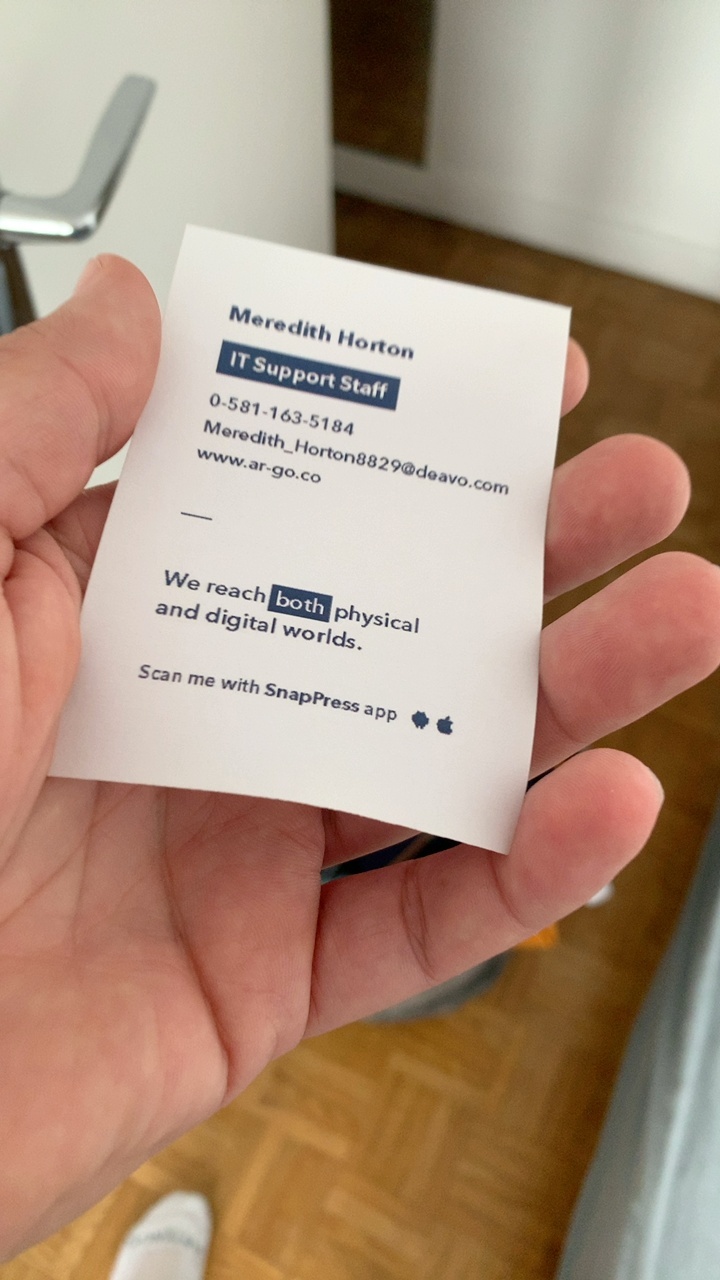 Meredith Horton
IT Support Staff
0-581-163-5184
Meredith_Horton8829@deavo.com
www.ar-go.co
We reach both physical
and digital worlds.
Scan me with SnapPress app